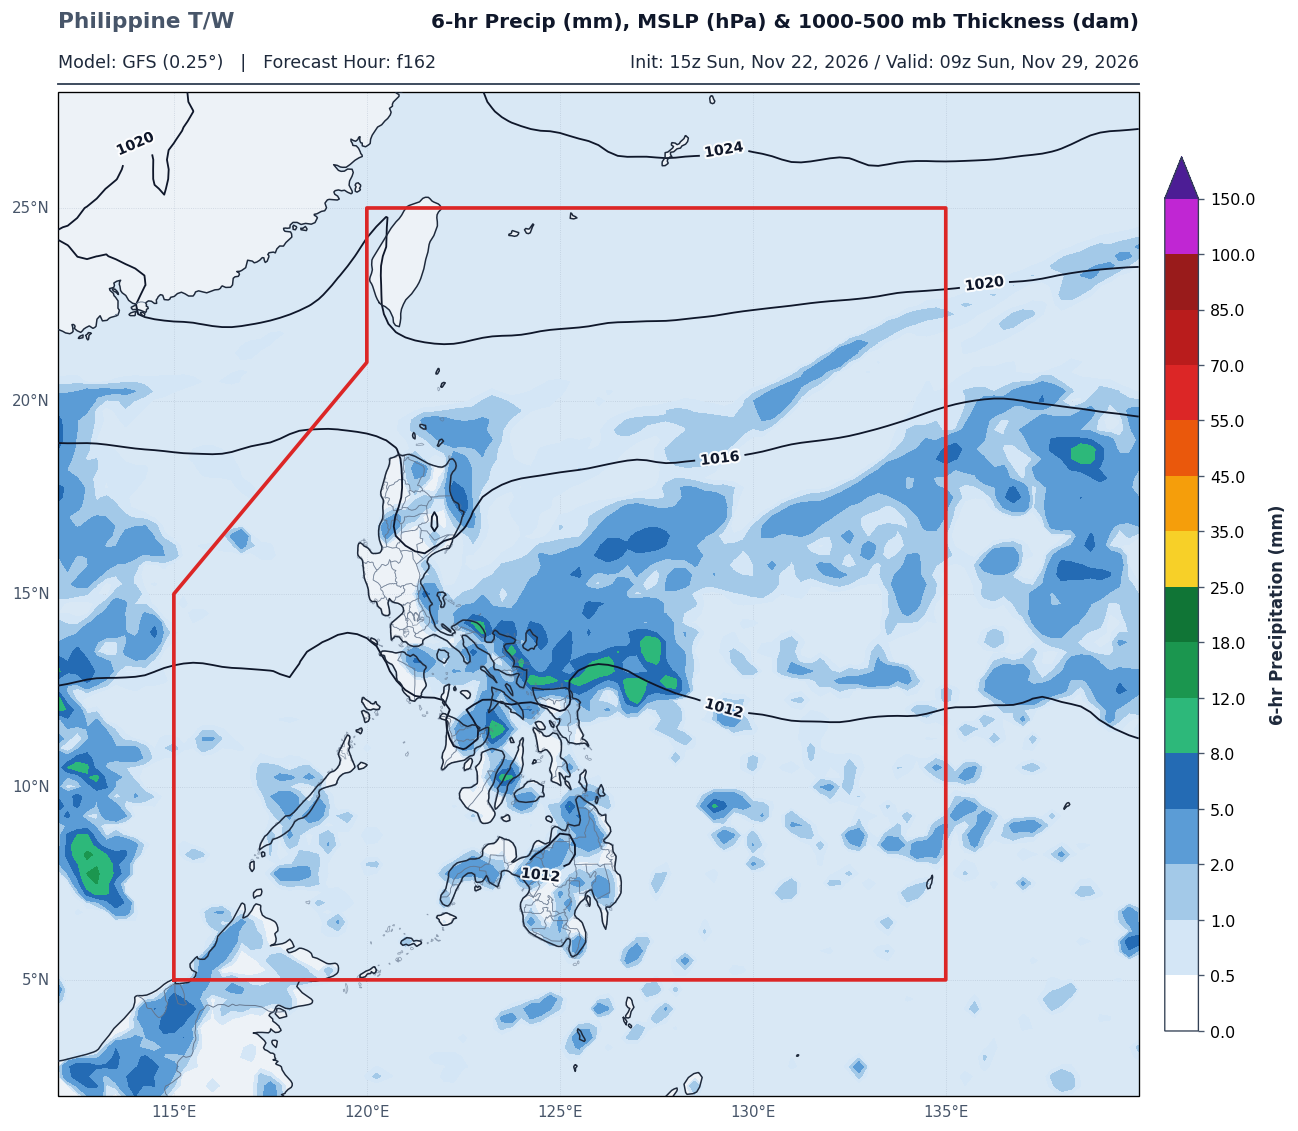 Philippine T/W
6-hr Precip (mm), MSLP (hPa) & 1000-500 mb Thickness (dam)
Model: GFS (0.25°)   |   Forecast Hour: f162
Init: 15z Sun, Nov 22, 2026 / Valid: 09z Sun, Nov 29, 2026
1020
1024
1020
1016
1012
1012
25°N
20°N
15°N
10°N
5°N
115°E
120°E
125°E
130°E
135°E
150.0
100.0
85.0
70.0
55.0
45.0
35.0
25.0
18.0
12.0
8.0
5.0
2.0
1.0
0.5
0.0
6-hr Precipitation (mm)